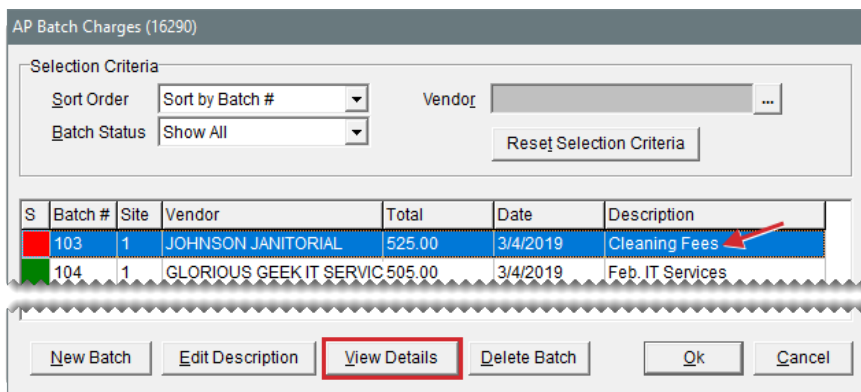 AP Batch Charges (16290)
Selection Criteria
Sort Order Sort by Batch # Vendor ...
Batch Status Show All Reset Selection Criteria
S Batch # Site Vendor Total Date Description
103 1 JOHNSON JANITORIAL 525.00 3/4/2019 Cleaning Fees
104 1 GLORIOUS GEEK IT SERVIC 505.00 3/4/2019 Feb. IT Services
New Batch Edit Description View Details Delete Batch Ok Cancel